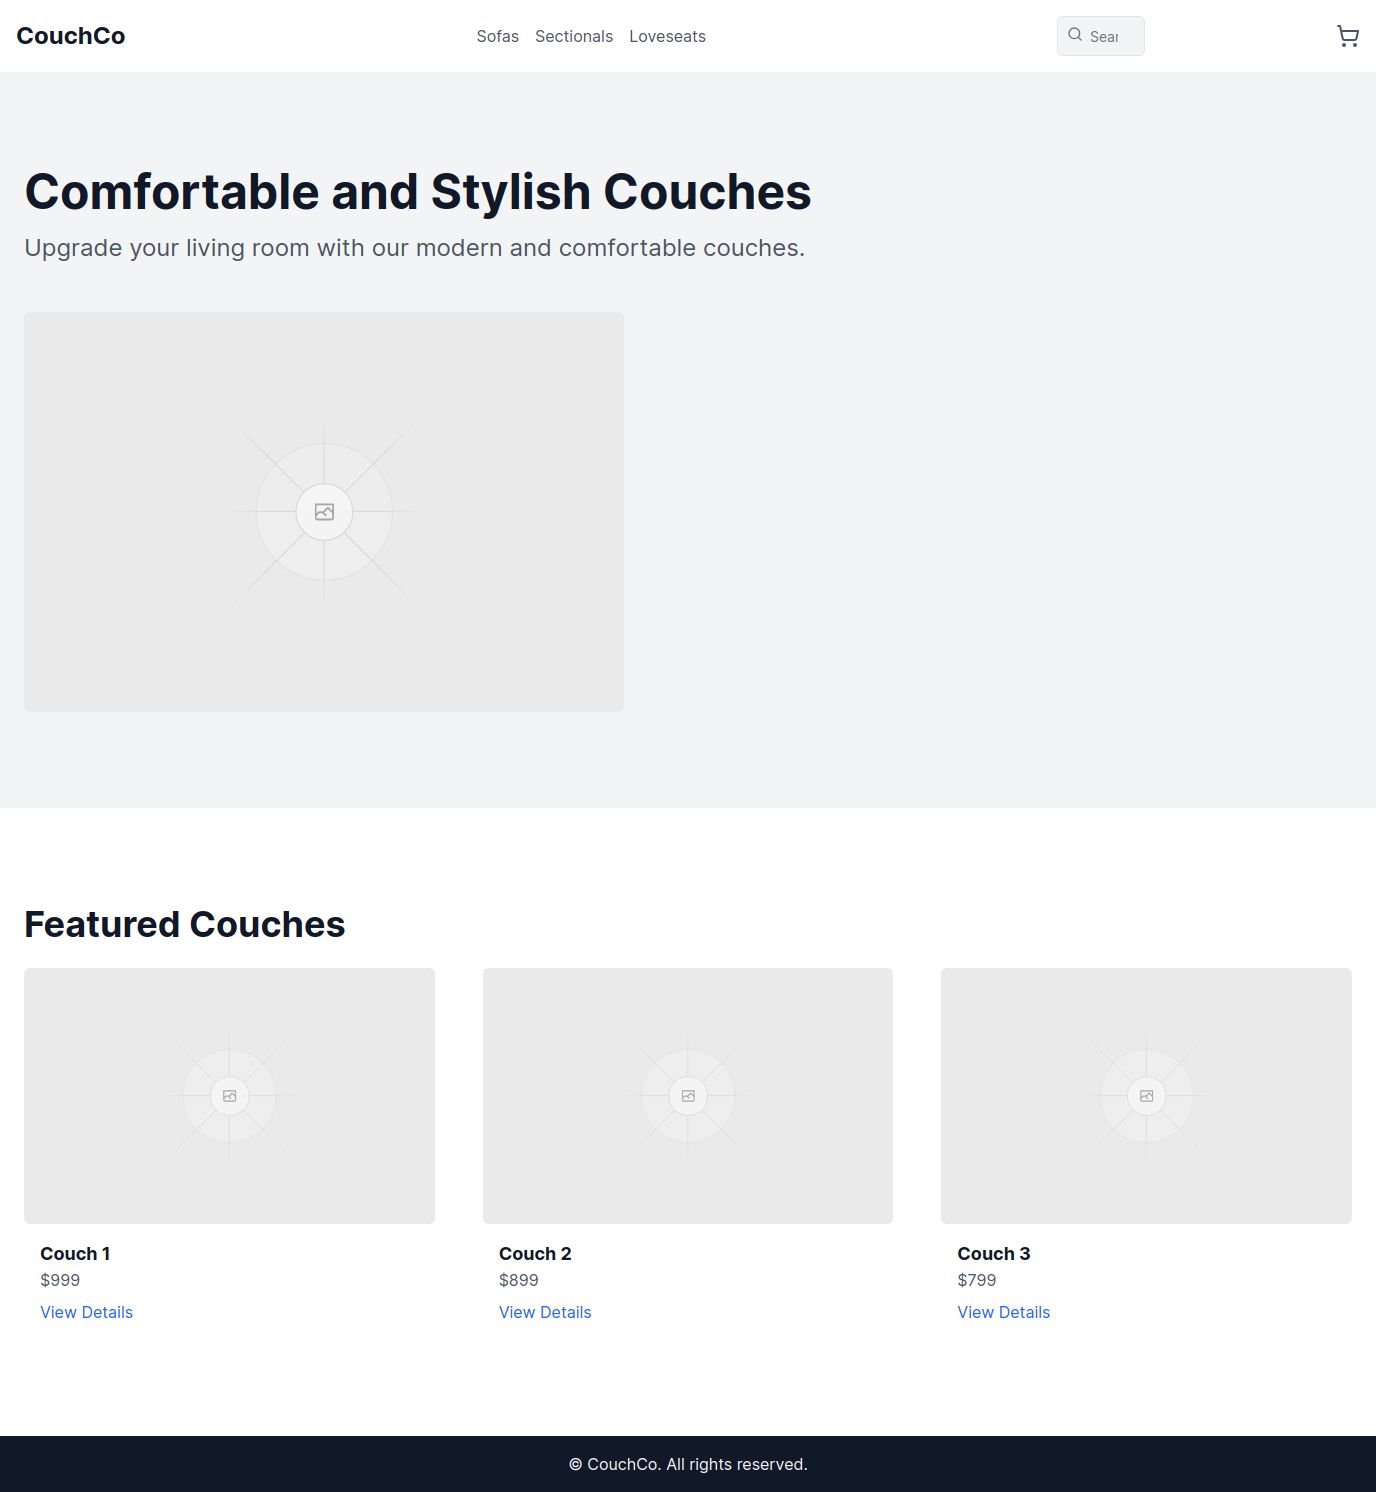 CouchCo
Sofas Sectionals Loveseats
Sear
Comfortable and Stylish Couches
Upgrade your living room with our modern and comfortable couches.
Featured Couches
Couch 1
$999
View Details
Couch 2
$899
View Details
Couch 3
$799
View Details
© CouchCo. All rights reserved.